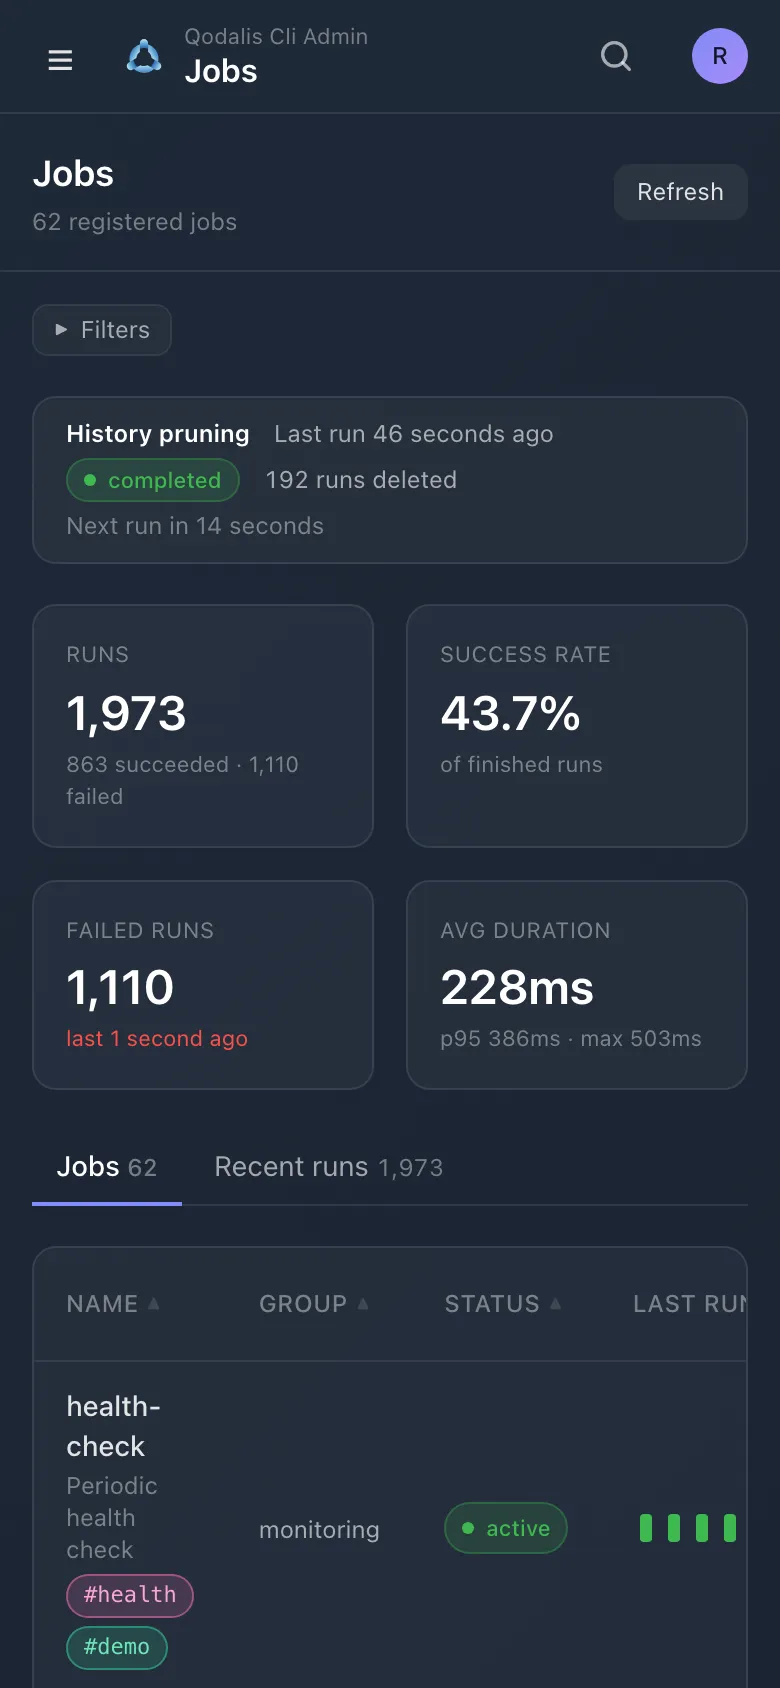 Qodalis Cli Admin
Jobs
R
Jobs
62 registered jobs
Refresh
Filters
History pruning Last run 46 seconds ago
completed 192 runs deleted
Next run in 14 seconds
RUNS
1,973
863 succeeded · 1,110
failed
SUCCESS RATE
43.7%
of finished runs
FAILED RUNS
1,110
last 1 second ago
AVG DURATION
228ms
p95 386ms · max 503ms
Jobs 62 Recent runs 1,973
NAME GROUP STATUS LAST RUN
health-
check
Periodic
health
check
#health
#demo
monitoring
active